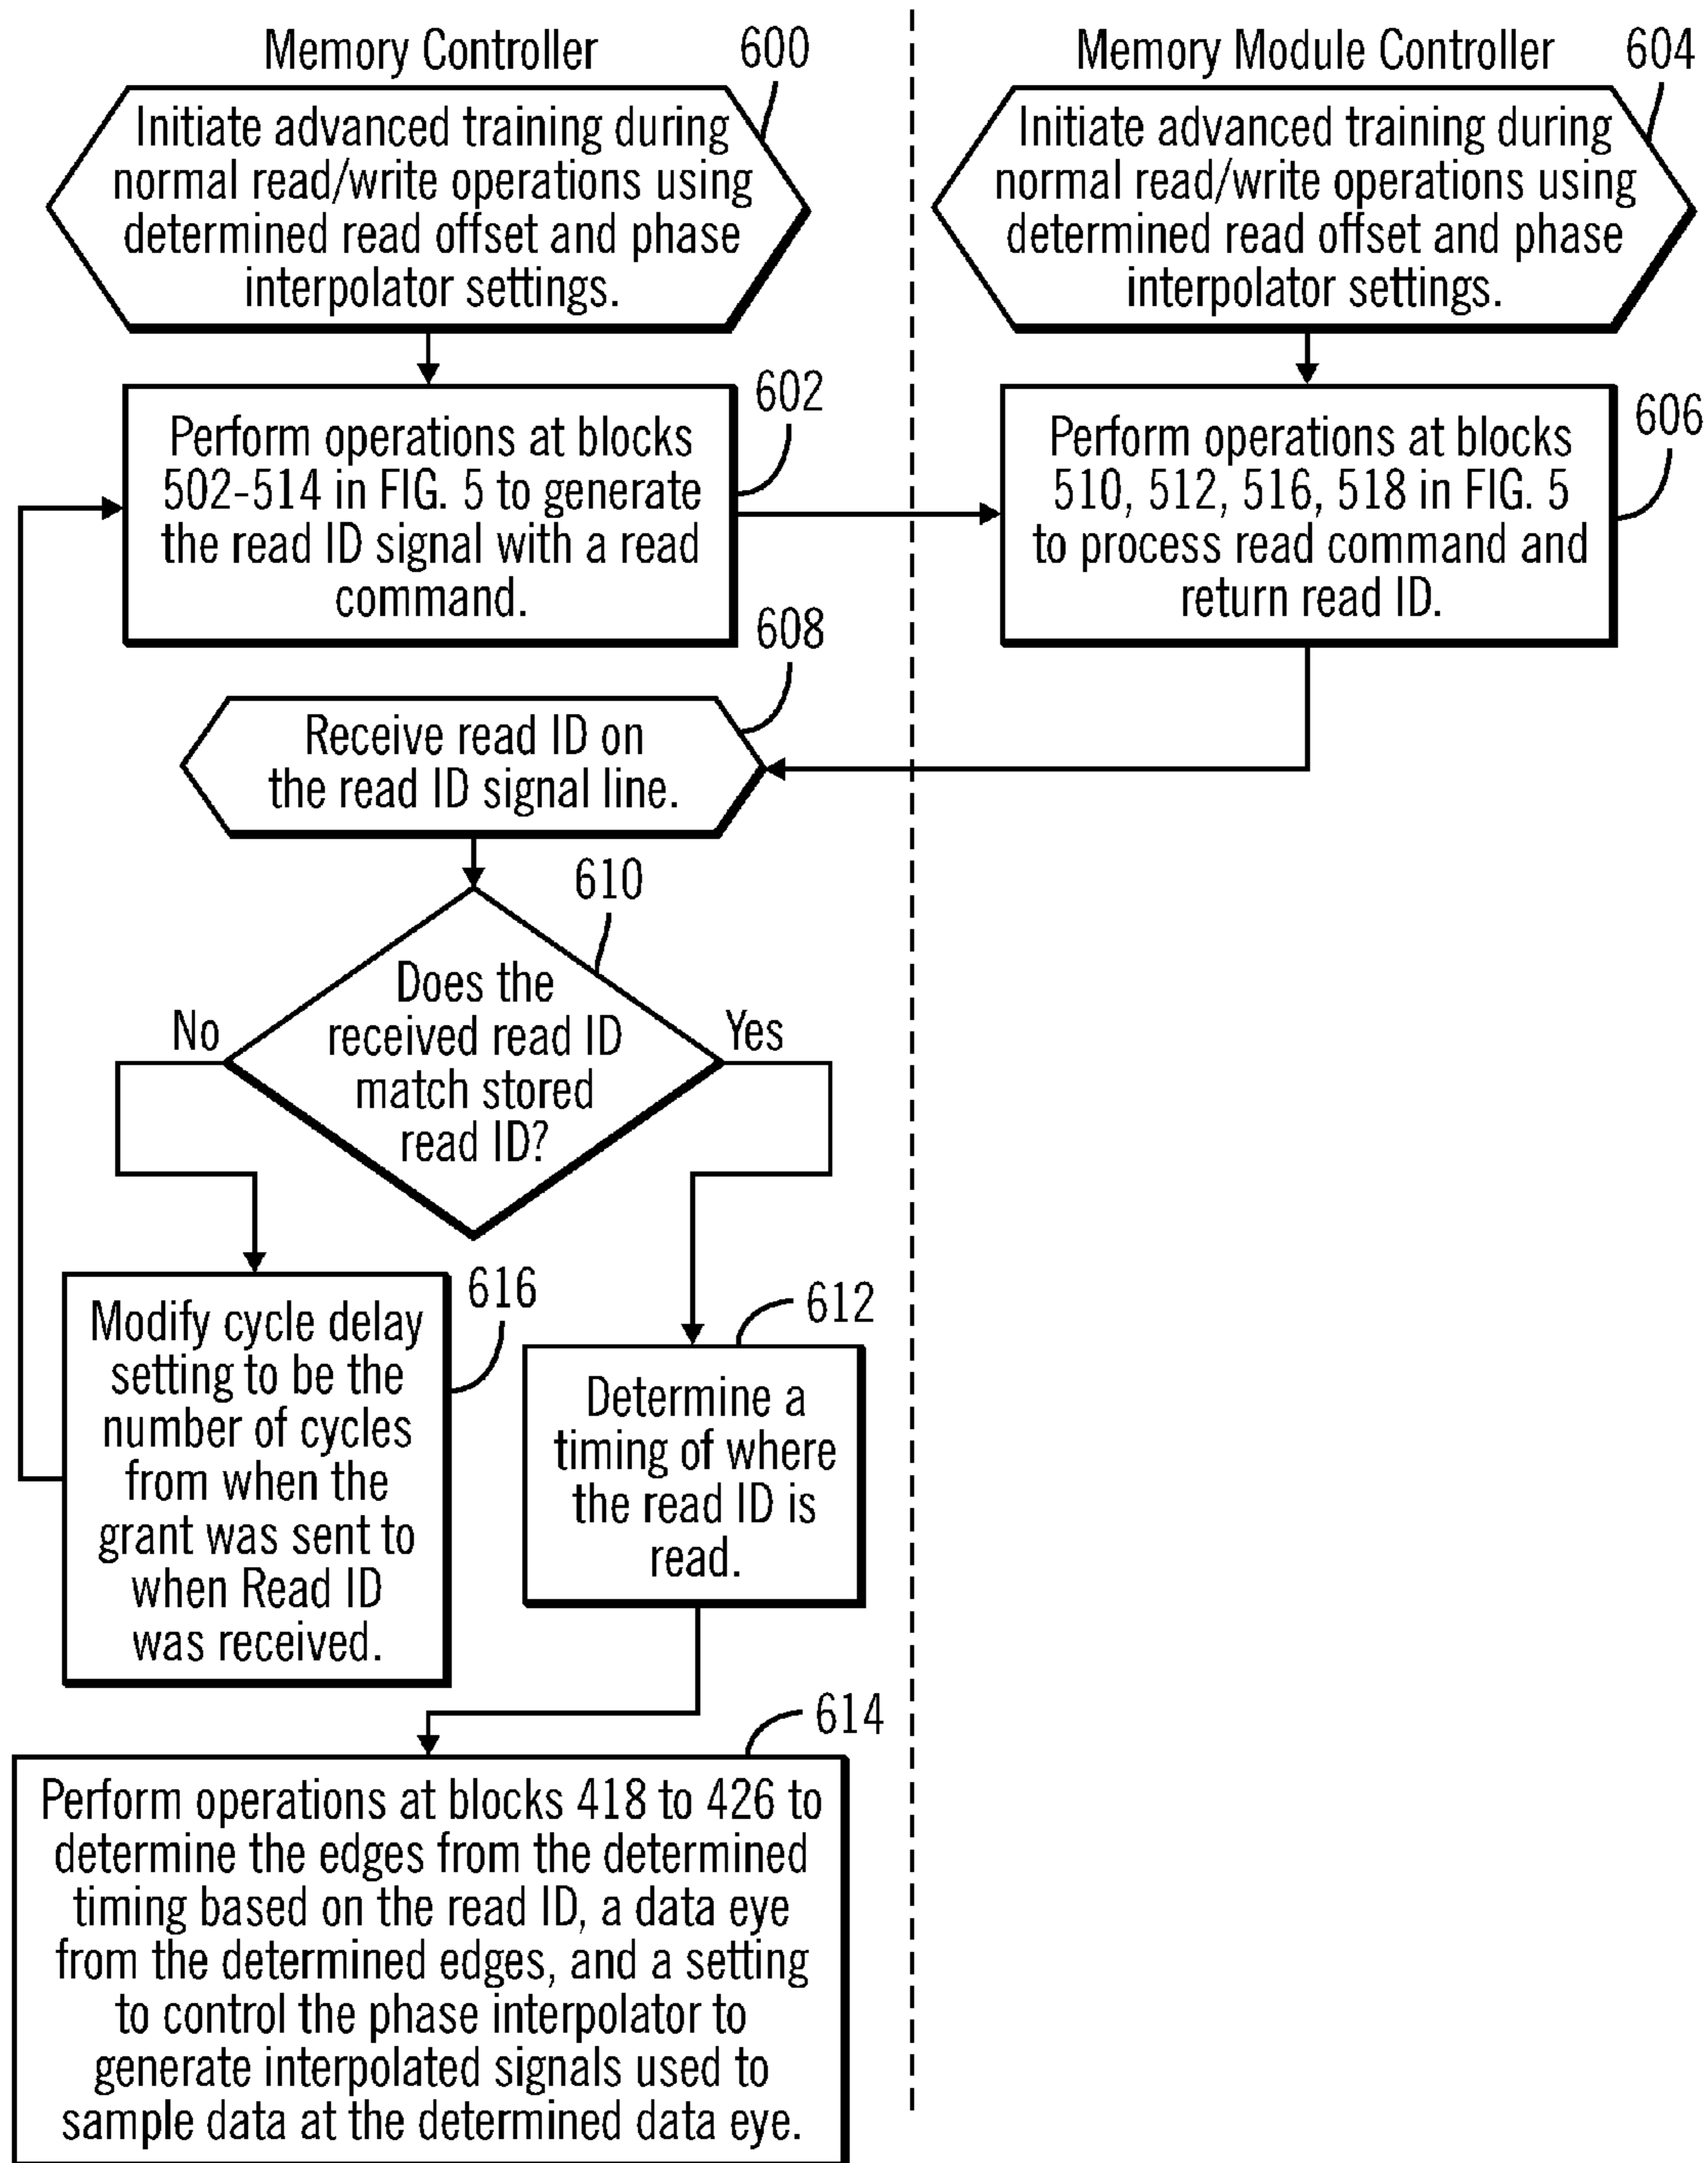 Memory Controller
600
Memory Module Controller
604
Initiate advanced training during
normal read/write operations using
determined read offset and phase
interpolator settings.
Initiate advanced training during
normal read/write operations using
determined read offset and phase
interpolator settings.
602
Perform operations at blocks
502-514 in FIG. 5 to generate
the read ID signal with a read
command.
606
Perform operations at blocks
510, 512, 516, 518 in FIG. 5
to process read command and
return read ID.
608
Receive read ID on
the read ID signal line.
610
Does the
received read ID
match stored
read ID?
No
Yes
616
Modify cycle delay
setting to be the
number of cycles
from when the
grant was sent to
when Read ID
was received.
612
Determine a
timing of where
the read ID is
read.
614
Perform operations at blocks 418 to 426 to
determine the edges from the determined
timing based on the read ID, a data eye
from the determined edges, and a setting
to control the phase interpolator to
generate interpolated signals used to
sample data at the determined data eye.